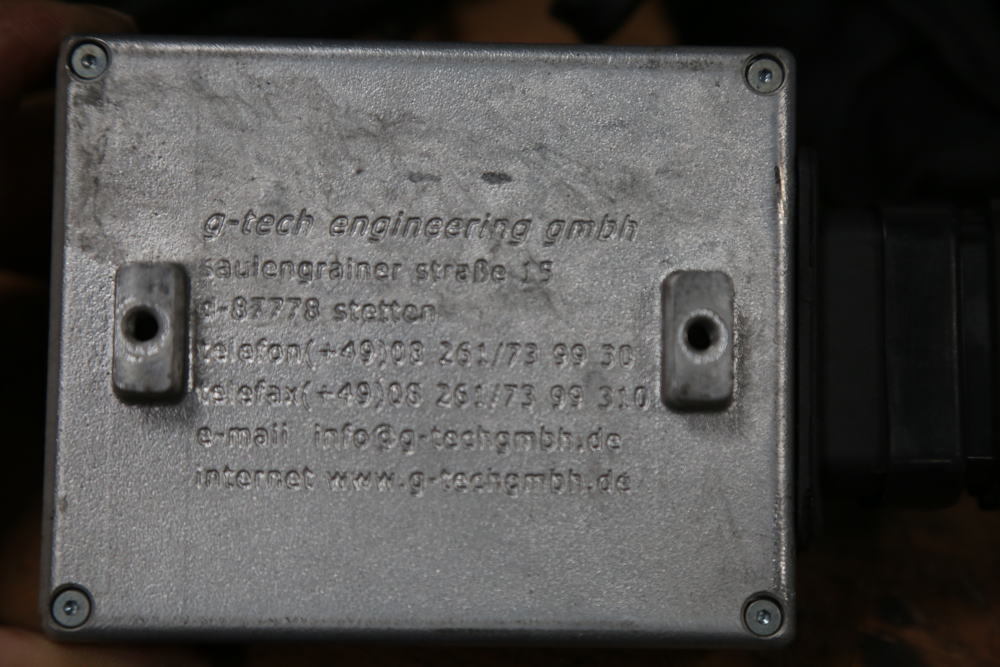 g-tech engineering gmbh
saulengrainer straße 15
d-87778 stetten
telefon(+49)08 261/73 99 30
telefax(+49)08 261/73 99 310
e-mail info@g-techgmbh.de
internet www.g-techgmbh.de